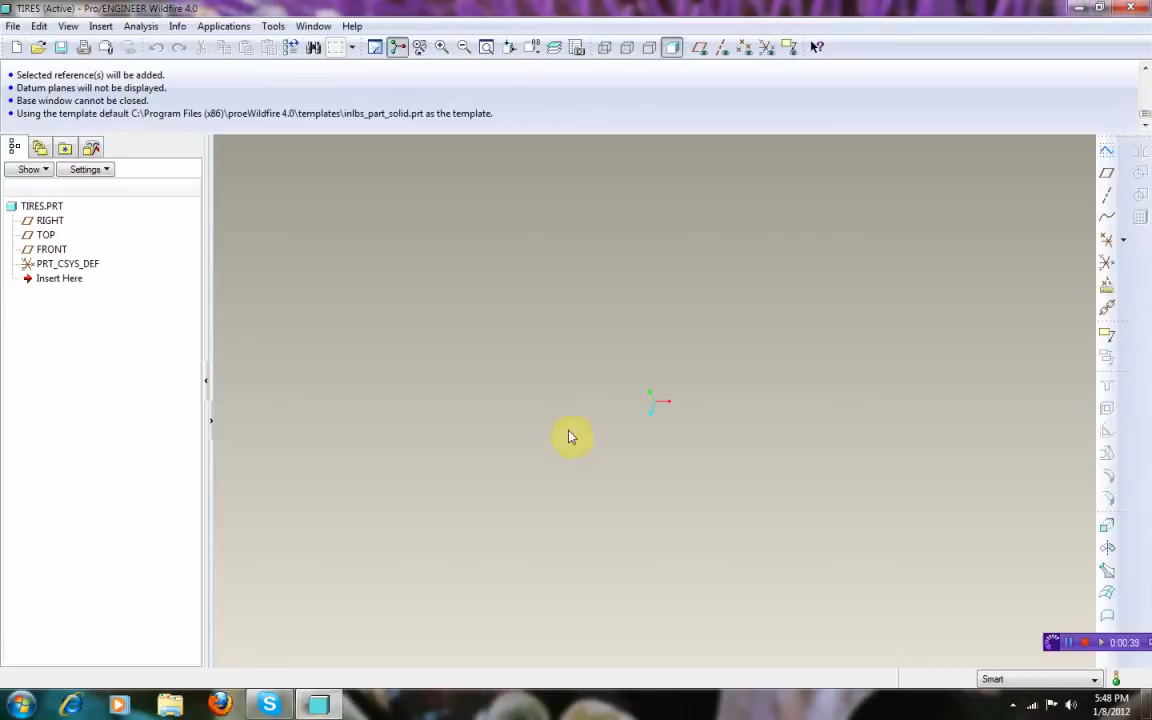 TIRES (Active) - Pro/ENGINEER Wildfire 4.0
File Edit View Insert Analysis Info Applications Tools Window Help
Selected reference(s) will be added.
Datum planes will not be displayed.
Base window cannot be closed.
Using the template default C:\Program Files (x86)\proeWildfire 4.0\templates\inlbs_part_solid.prt as the template.
Show Settings
TIRES.PRT
RIGHT
TOP
FRONT
PRT_CSYS_DEF
Insert Here
0:00:39
Smart
5:48 PM
1/8/2012